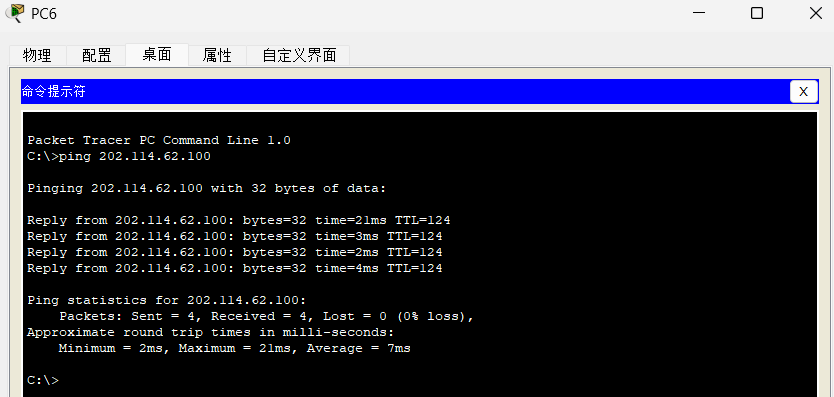 PC6
物理 配置 桌面 属性 自定义界面
命令提示符 X
Packet Tracer PC Command Line 1.0
C:\>ping 202.114.62.100
Pinging 202.114.62.100 with 32 bytes of data:
Reply from 202.114.62.100: bytes=32 time=21ms TTL=124
Reply from 202.114.62.100: bytes=32 time=3ms TTL=124
Reply from 202.114.62.100: bytes=32 time=2ms TTL=124
Reply from 202.114.62.100: bytes=32 time=4ms TTL=124
Ping statistics for 202.114.62.100:
    Packets: Sent = 4, Received = 4, Lost = 0 (0% loss),
Approximate round trip times in milli-seconds:
    Minimum = 2ms, Maximum = 21ms, Average = 7ms
C:\>